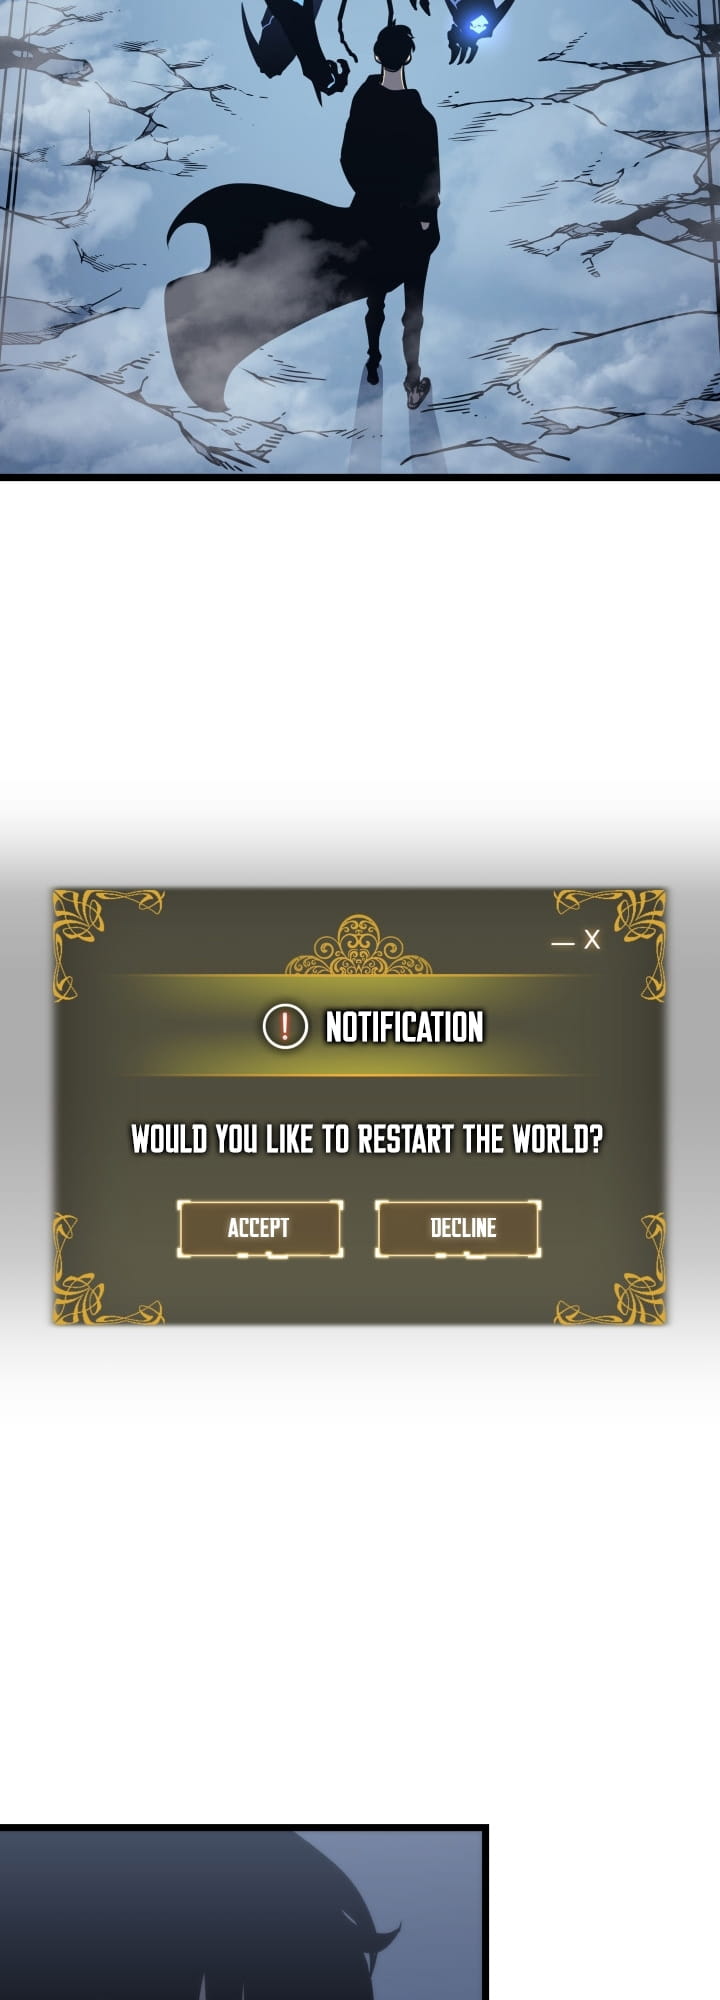 — X
! NOTIFICATION
WOULD YOU LIKE TO RESTART THE WORLD?
ACCEPT DECLINE